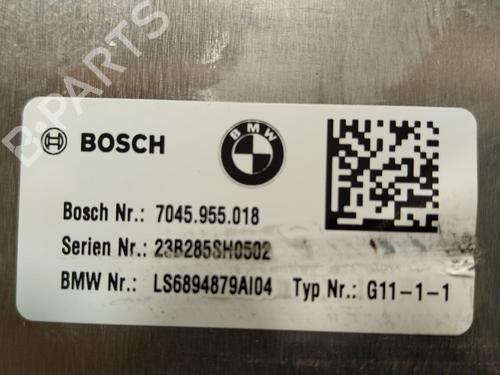 B-PARTS
BOSCH
BMW
Bosch Nr.: 7045.955.018
Serien Nr.: 23B285SH0502
BMW Nr.: LS6894879AI04 Typ Nr.: G11-1-1